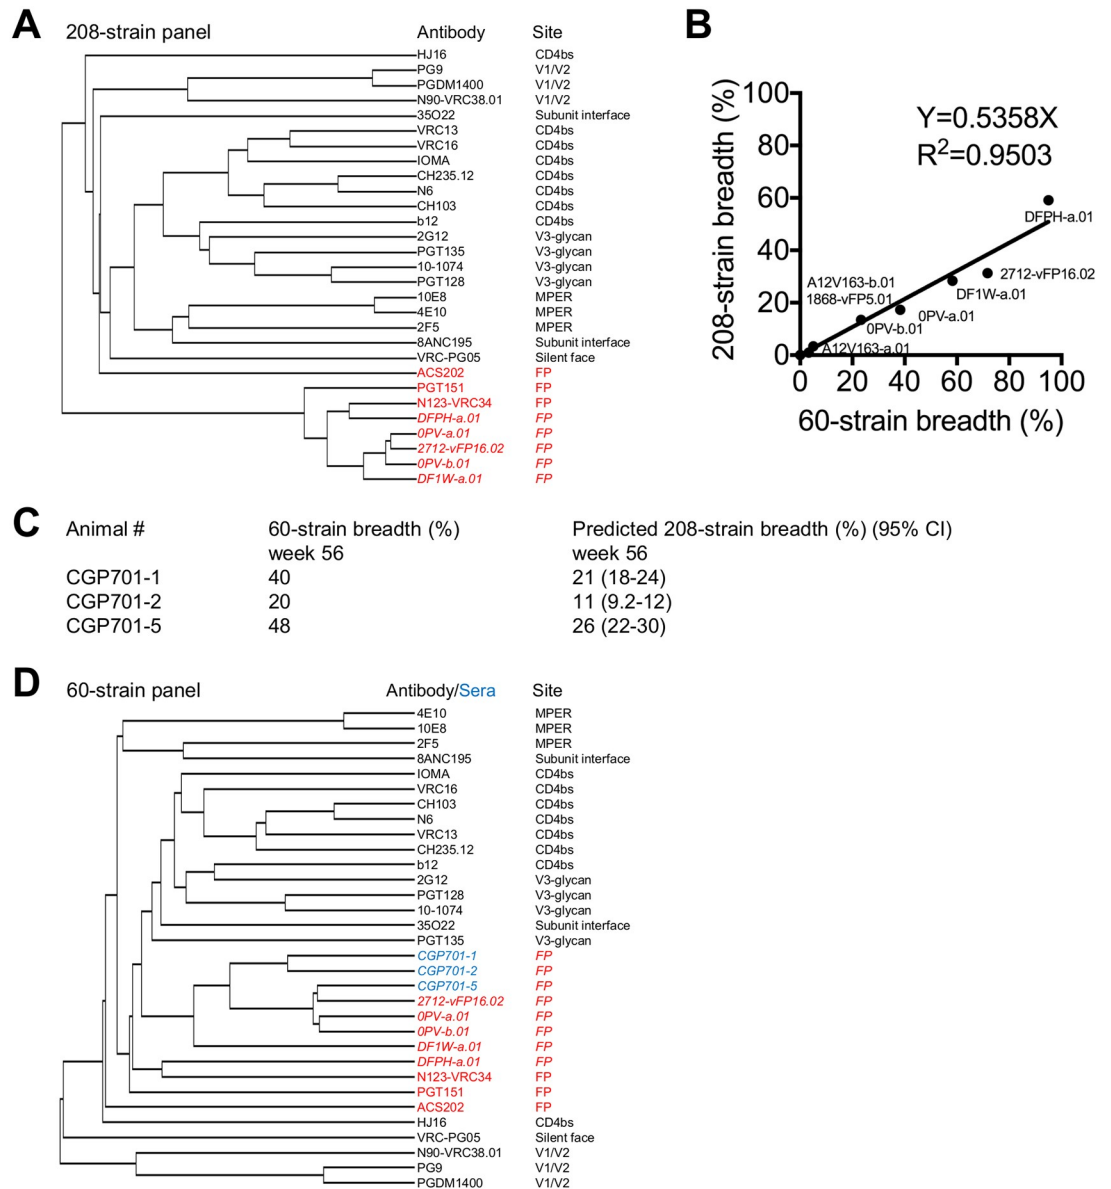 A
208-strain panel Antibody Site
HJ16 CD4bs
PG9 V1/V2
PGDM1400 V1/V2
N90-VRC38.01 V1/V2
35O22 Subunit interface
VRC13 CD4bs
VRC16 CD4bs
IOMA CD4bs
CH235.12 CD4bs
N6 CD4bs
CH103 CD4bs
b12 CD4bs
2G12 V3-glycan
PGT135 V3-glycan
10-1074 V3-glycan
PGT128 V3-glycan
10E8 MPER
4E10 MPER
2F5 MPER
8ANC195 Subunit interface
VRC-PG05 Silent face
ACS202 FP
PGT151 FP
N123-VRC34 FP
DFPH-a.01 FP
0PV-a.01 FP
2712-vFP16.02 FP
0PV-b.01 FP
DF1W-a.01 FP
B
208-strain breadth (%)
100
80
60
40
20
0
Y=0.5358X
R²=0.9503
DFPH-a.01
2712-vFP16.02
DF1W-a.01
A12V163-b.01
1868-vFP5.01
0PV-a.01
0PV-b.01
A12V163-a.01
0 20 40 60 80 100
60-strain breadth (%)
C
Animal # 60-strain breadth (%) Predicted 208-strain breadth (%) (95% CI)
week 56 week 56
CGP701-1 40 21 (18-24)
CGP701-2 20 11 (9.2-12)
CGP701-5 48 26 (22-30)
D
60-strain panel Antibody/Sera Site
4E10 MPER
10E8 MPER
2F5 MPER
8ANC195 Subunit interface
IOMA CD4bs
VRC16 CD4bs
CH103 CD4bs
N6 CD4bs
VRC13 CD4bs
CH235.12 CD4bs
b12 CD4bs
2G12 V3-glycan
PGT128 V3-glycan
10-1074 V3-glycan
35O22 Subunit interface
PGT135 V3-glycan
CGP701-1 FP
CGP701-2 FP
CGP701-5 FP
2712-vFP16.02 FP
0PV-a.01 FP
0PV-b.01 FP
DF1W-a.01 FP
DFPH-a.01 FP
N123-VRC34 FP
PGT151 FP
ACS202 FP
HJ16 CD4bs
VRC-PG05 Silent face
N90-VRC38.01 V1/V2
PG9 V1/V2
PGDM1400 V1/V2